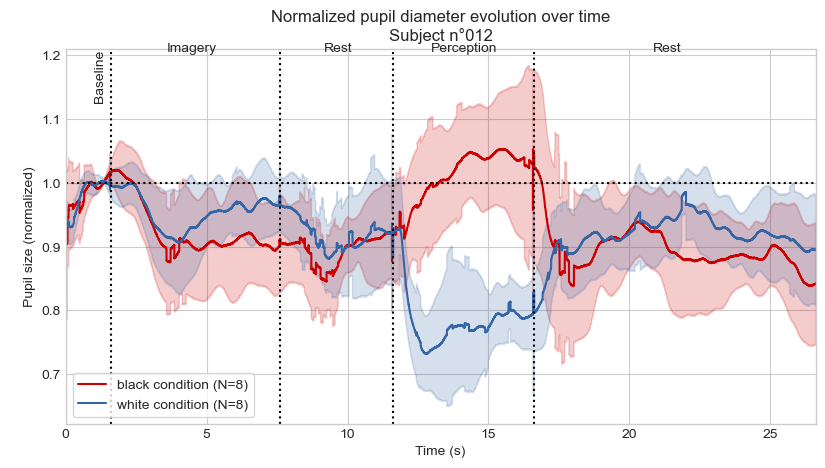 Normalized pupil diameter evolution over time
Subject n°012
Imagery
Rest
Perception
Rest
Baseline
1.2
1.1
1.0
0.9
0.8
0.7
Pupil size (normalized)
black condition (N=8)
white condition (N=8)
0
5
10
15
20
25
Time (s)